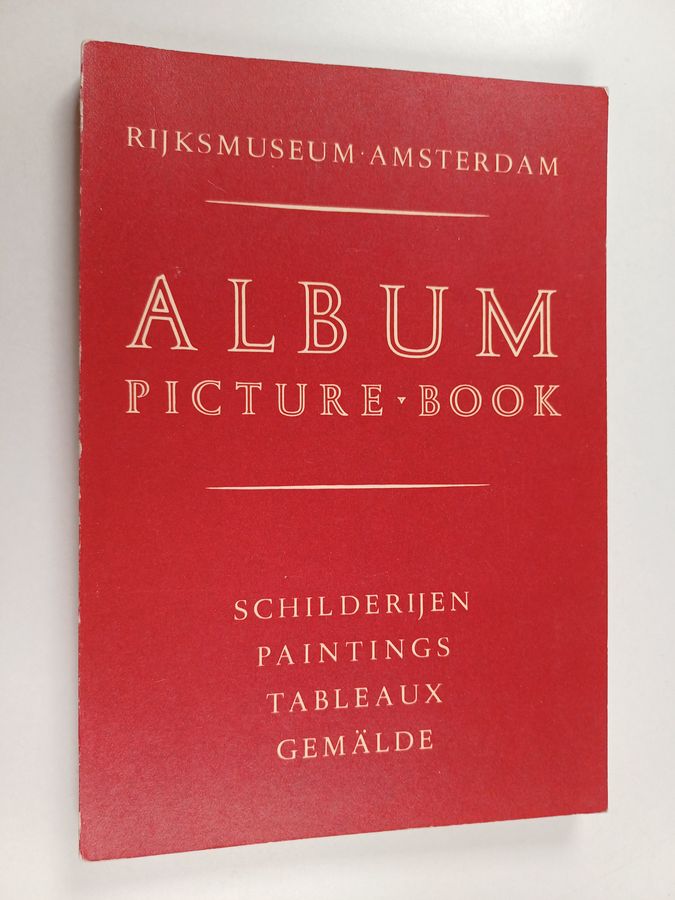 RIJKSMUSEUM · AMSTERDAM
ALBUM
PICTURE · BOOK
SCHILDERIJEN
PAINTINGS
TABLEAUX
GEMÄLDE